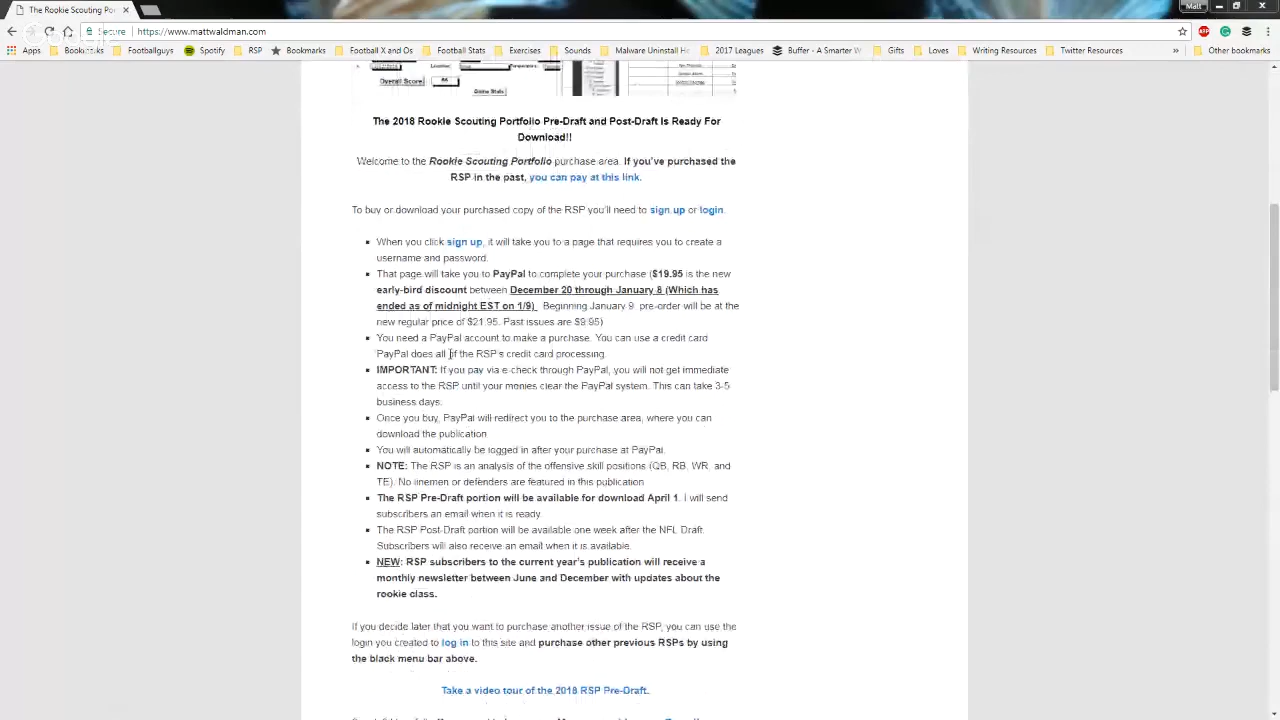 The Rookie Scouting Por
Matt
Secure
https://www.mattwaldman.com
Apps Bookmarks Footballguys Spotify RSP Bookmarks Football X and Os Football Stats Exercises Sounds Malware Uninstall He 2017 Leagues Buffer - A Smarter W Gifts Loves Writing Resources Twitter Resources Other bookmarks
Overall Score
Game Stats
The 2018 Rookie Scouting Portfolio Pre-Draft and Post-Draft Is Ready For
Download!!
Welcome to the Rookie Scouting Portfolio purchase area. If you've purchased the
RSP in the past, you can pay at this link.
To buy or download your purchased copy of the RSP you'll need to sign up or login.
When you click sign up, it will take you to a page that requires you to create a
username and password.
That page will take you to PayPal to complete your purchase ($19.95 is the new
early-bird discount between December 20 through January 8 (Which has
ended as of midnight EST on 1/9). Beginning January 9 pre-order will be at the
new regular price of $21.95. Past issues are $9.95)
You need a PayPal account to make a purchase. You can use a credit card
PayPal does all of the RSP's credit card processing.
IMPORTANT: If you pay via e-check through PayPal, you will not get immediate
access to the RSP until your monies clear the PayPal system. This can take 3-5
business days.
Once you buy, PayPal will redirect you to the purchase area, where you can
download the publication.
You will automatically be logged in after your purchase at PayPal.
NOTE: The RSP is an analysis of the offensive skill positions (QB, RB, WR, and
TE). No linemen or defenders are featured in this publication
The RSP Pre-Draft portion will be available for download April 1. I will send
subscribers an email when it is ready.
The RSP Post-Draft portion will be available one week after the NFL Draft.
Subscribers will also receive an email when it is available.
NEW: RSP subscribers to the current year's publication will receive a
monthly newsletter between June and December with updates about the
rookie class.
If you decide later that you want to purchase another issue of the RSP, you can use the
login you created to log in to this site and purchase other previous RSPs by using
the black menu bar above.
Take a video tour of the 2018 RSP Pre-Draft.